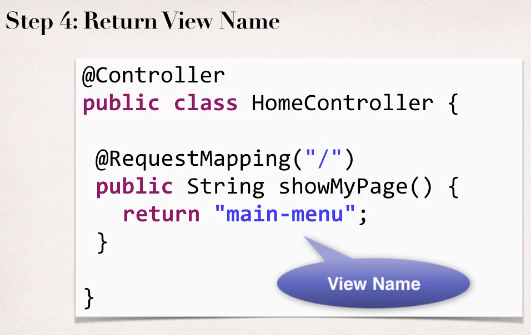 Step 4: Return View Name
@Controller
public class HomeController {
@RequestMapping("/")
public String showMyPage() {
return "main-menu";
}
View Name
}